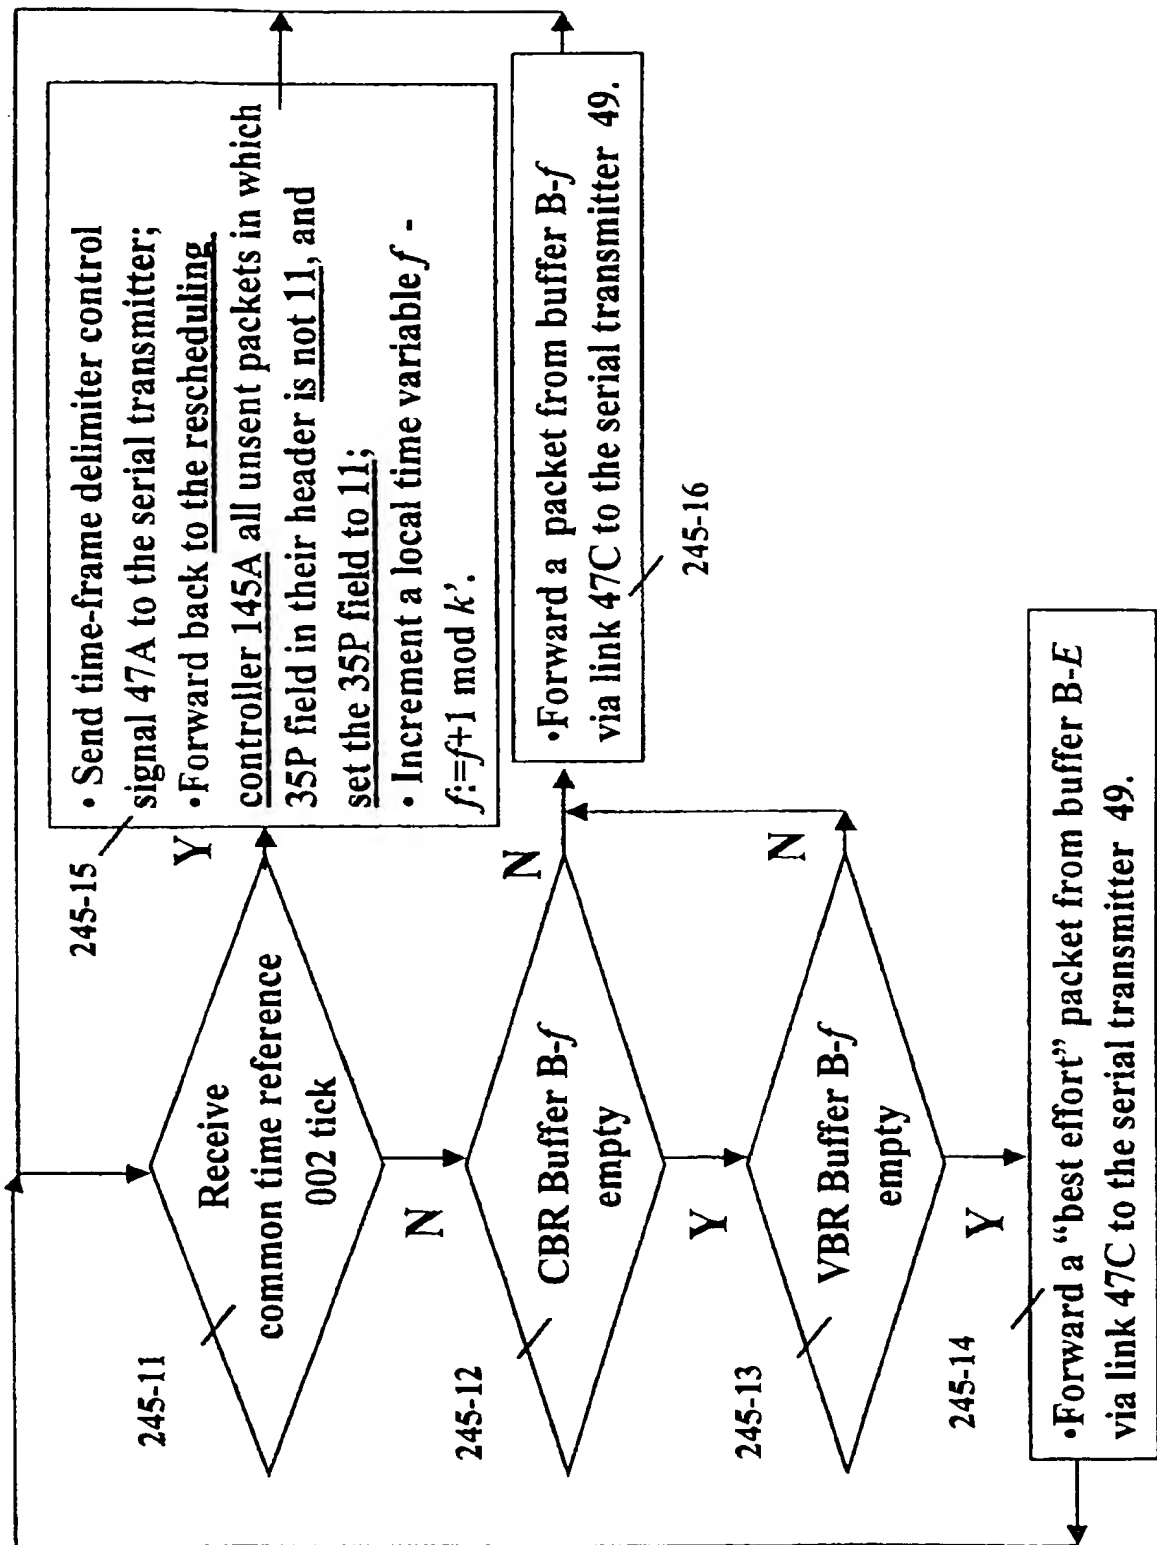 245-11
Receive
common time reference
002 tick
Y
N
245-15
• Send time-frame delimiter control
signal 47A to the serial transmitter;
•Forward back to the rescheduling
controller 145A all unsent packets in which
35P field in their header is not 11, and
set the 35P field to 11;
• Increment a local time variable f -
f:=f+1 mod k’.
245-12
CBR Buffer B-f
empty
N
Y
•Forward a packet from buffer B-f
via link 47C to the serial transmitter 49.
245-16
245-13
VBR Buffer B-f
empty
N
Y
245-14
•Forward a “best effort” packet from buffer B-E
via link 47C to the serial transmitter 49.